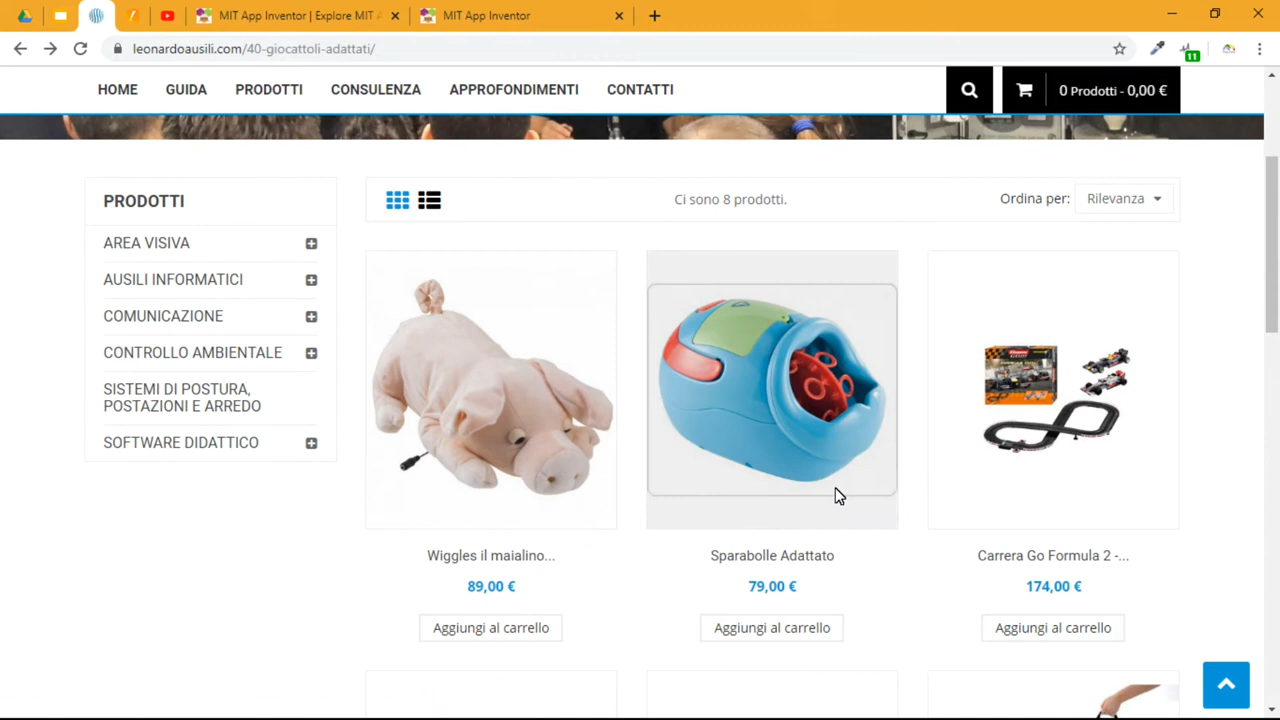 MIT App Inventor | Explore MIT A
MIT App Inventor
leonardoausili.com/40-giocattoli-adattati/
11
HOME
GUIDA
PRODOTTI
CONSULENZA
APPROFONDIMENTI
CONTATTI
0 Prodotti - 0,00 €
PRODOTTI
Ci sono 8 prodotti.
Ordina per:
Rilevanza
AREA VISIVA
AUSILI INFORMATICI
COMUNICAZIONE
CONTROLLO AMBIENTALE
SISTEMI DI POSTURA,
POSTAZIONI E ARREDO
SOFTWARE DIDATTICO
Wiggles il maialino...
89,00 €
Aggiungi al carrello
Sparabolle Adattato
79,00 €
Aggiungi al carrello
Carrera Go Formula 2 -...
174,00 €
Aggiungi al carrello